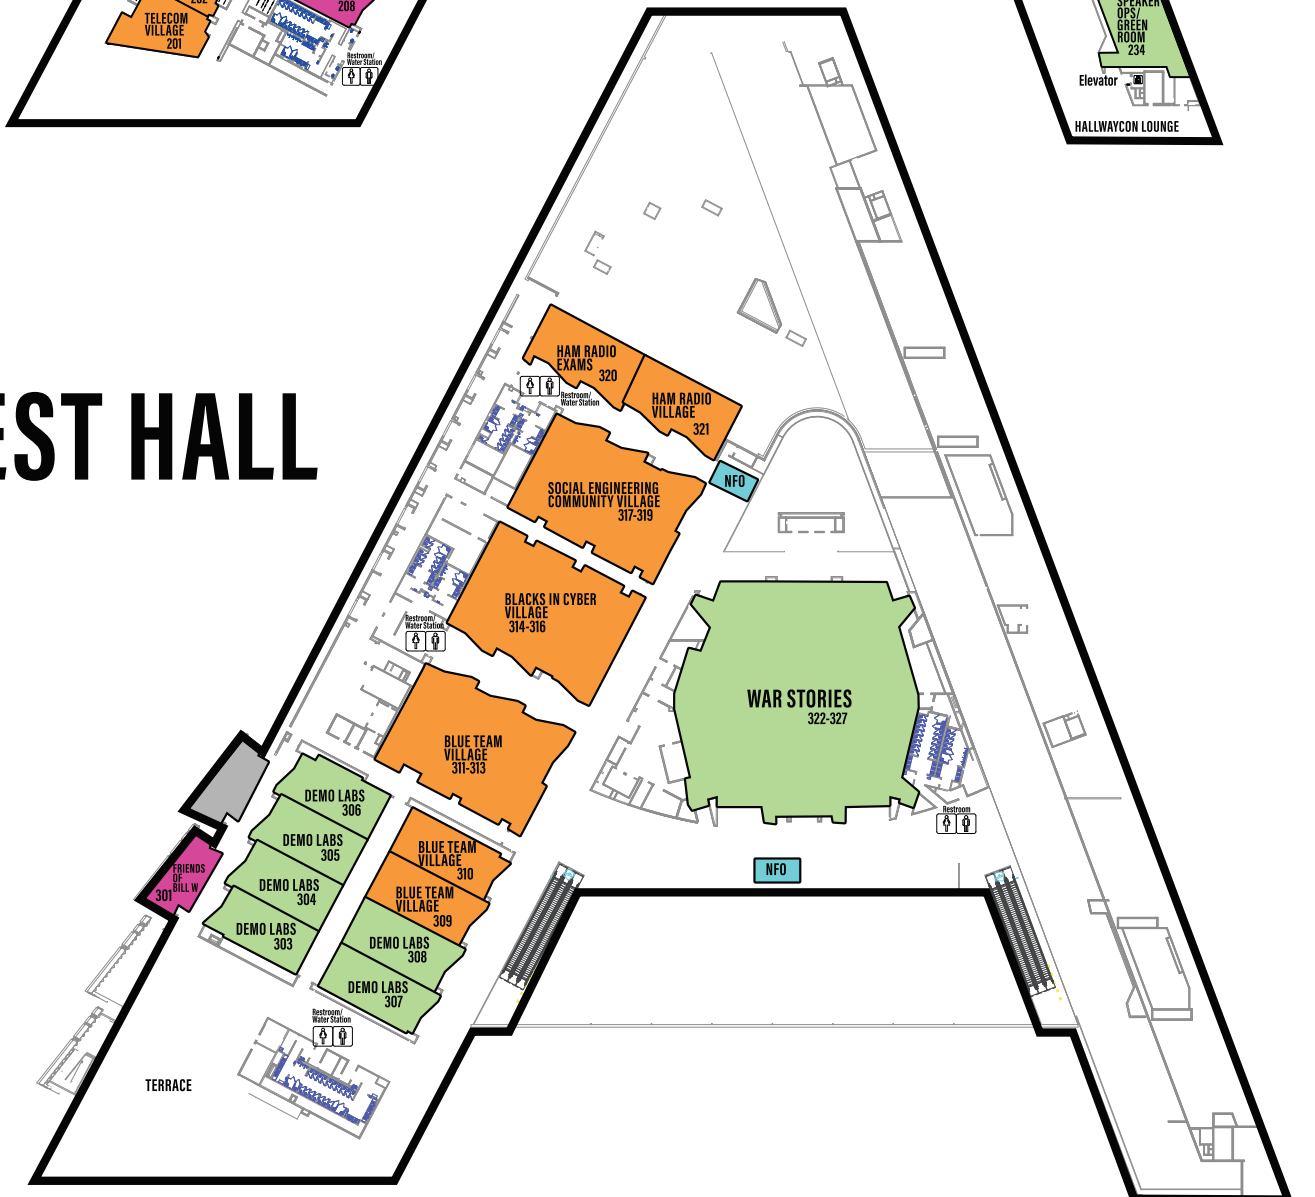 TELECOM
VILLAGE
201
208
Restroom/
Water Station
OPS/
GREEN
ROOM
234
Elevator
HALLWAYCON LOUNGE
EST HALL
HAM RADIO
EXAMS
320
Restroom/
Water Station
HAM RADIO
VILLAGE
321
NFO
SOCIAL ENGINEERING
COMMUNITY VILLAGE
317-319
BLACKS IN CYBER
VILLAGE
314-316
Restroom/
Water Station
WAR STORIES
322-327
BLUE TEAM
VILLAGE
311-313
DEMO LABS
306
DEMO LABS
305
DEMO LABS
304
DEMO LABS
303
BLUE TEAM
VILLAGE
310
BLUE TEAM
VILLAGE
309
DEMO LABS
308
DEMO LABS
307
FRIENDS
OF
BILL W
301
Restroom
NFO
Restroom/
Water Station
TERRACE